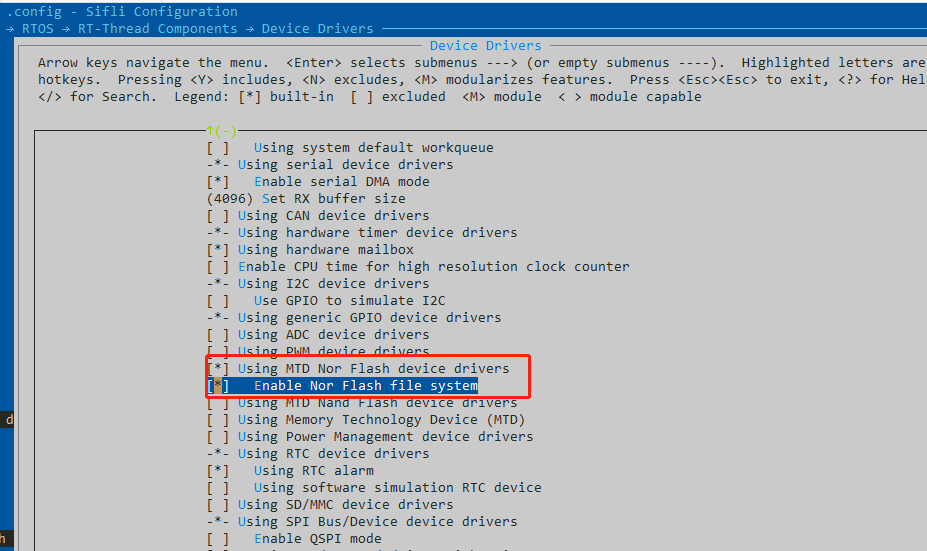 .config - Sifli Configuration
→ RTOS → RT-Thread Components → Device Drivers
Device Drivers
Arrow keys navigate the menu.  <Enter> selects submenus ---> (or empty submenus ----).  Highlighted letters are
hotkeys.  Pressing <Y> includes, <N> excludes, <M> modularizes features.  Press <Esc><Esc> to exit, <?> for Hel
</> for Search.  Legend: [*] built-in  [ ] excluded  <M> module  < > module capable
↑(-)
[ ]   Using system default workqueue
-*- Using serial device drivers
[*]   Enable serial DMA mode
(4096) Set RX buffer size
[ ] Using CAN device drivers
-*- Using hardware timer device drivers
[*] Using hardware mailbox
[ ] Enable CPU time for high resolution clock counter
-*- Using I2C device drivers
[ ]   Use GPIO to simulate I2C
-*- Using generic GPIO device drivers
[ ] Using ADC device drivers
[ ] Using PWM device drivers
[*] Using MTD Nor Flash device drivers
[*]   Enable Nor Flash file system
[ ] Using MTD Nand Flash device drivers
d
[ ] Using Memory Technology Device (MTD)
[ ] Using Power Management device drivers
-*- Using RTC device drivers
[*]   Using RTC alarm
[ ]   Using software simulation RTC device
[ ] Using SD/MMC device drivers
-*- Using SPI Bus/Device device drivers
h
[ ]   Enable QSPI mode